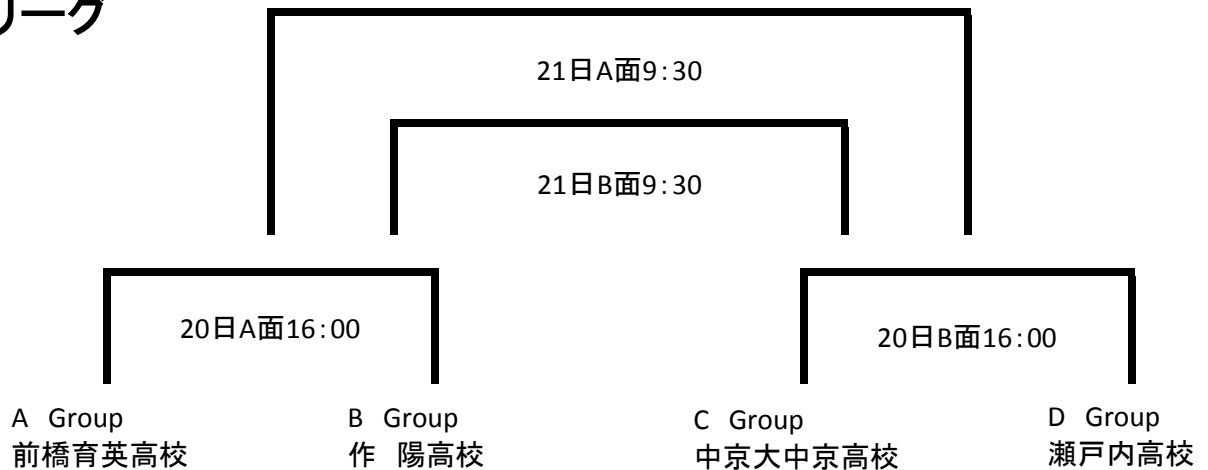 リーグ
21日A面9:30
21日B面9:30
20日A面16:00
20日B面16:00
A Group
前橋育英高校
B Group
作 陽高校
C Group
中京大中京高校
D Group
瀬戸内高校